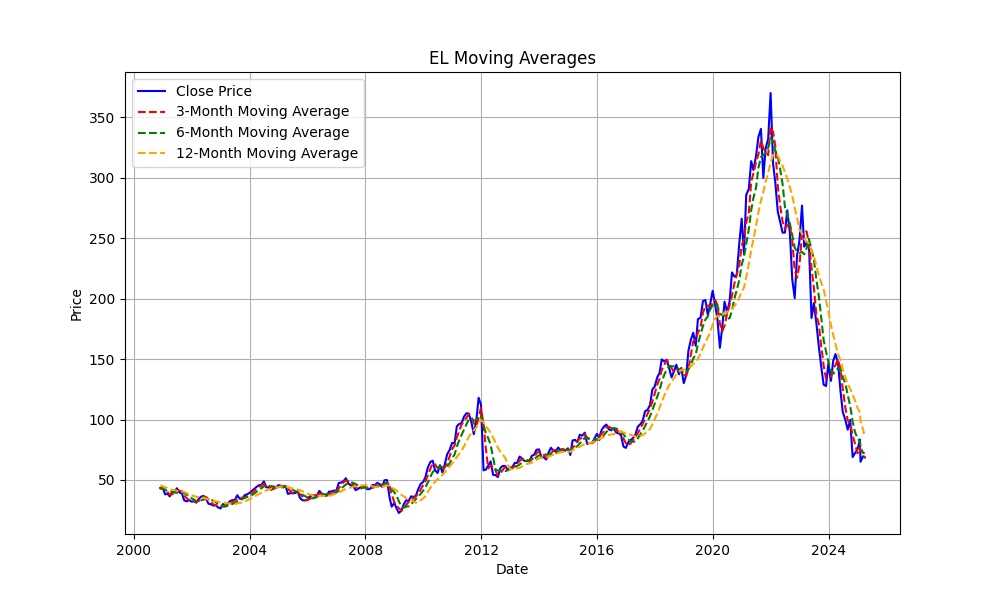 EL Moving Averages
Close Price
3-Month Moving Average
6-Month Moving Average
12-Month Moving Average
Price
350
300
250
200
150
100
50
2000 2004 2008 2012 2016 2020 2024
Date